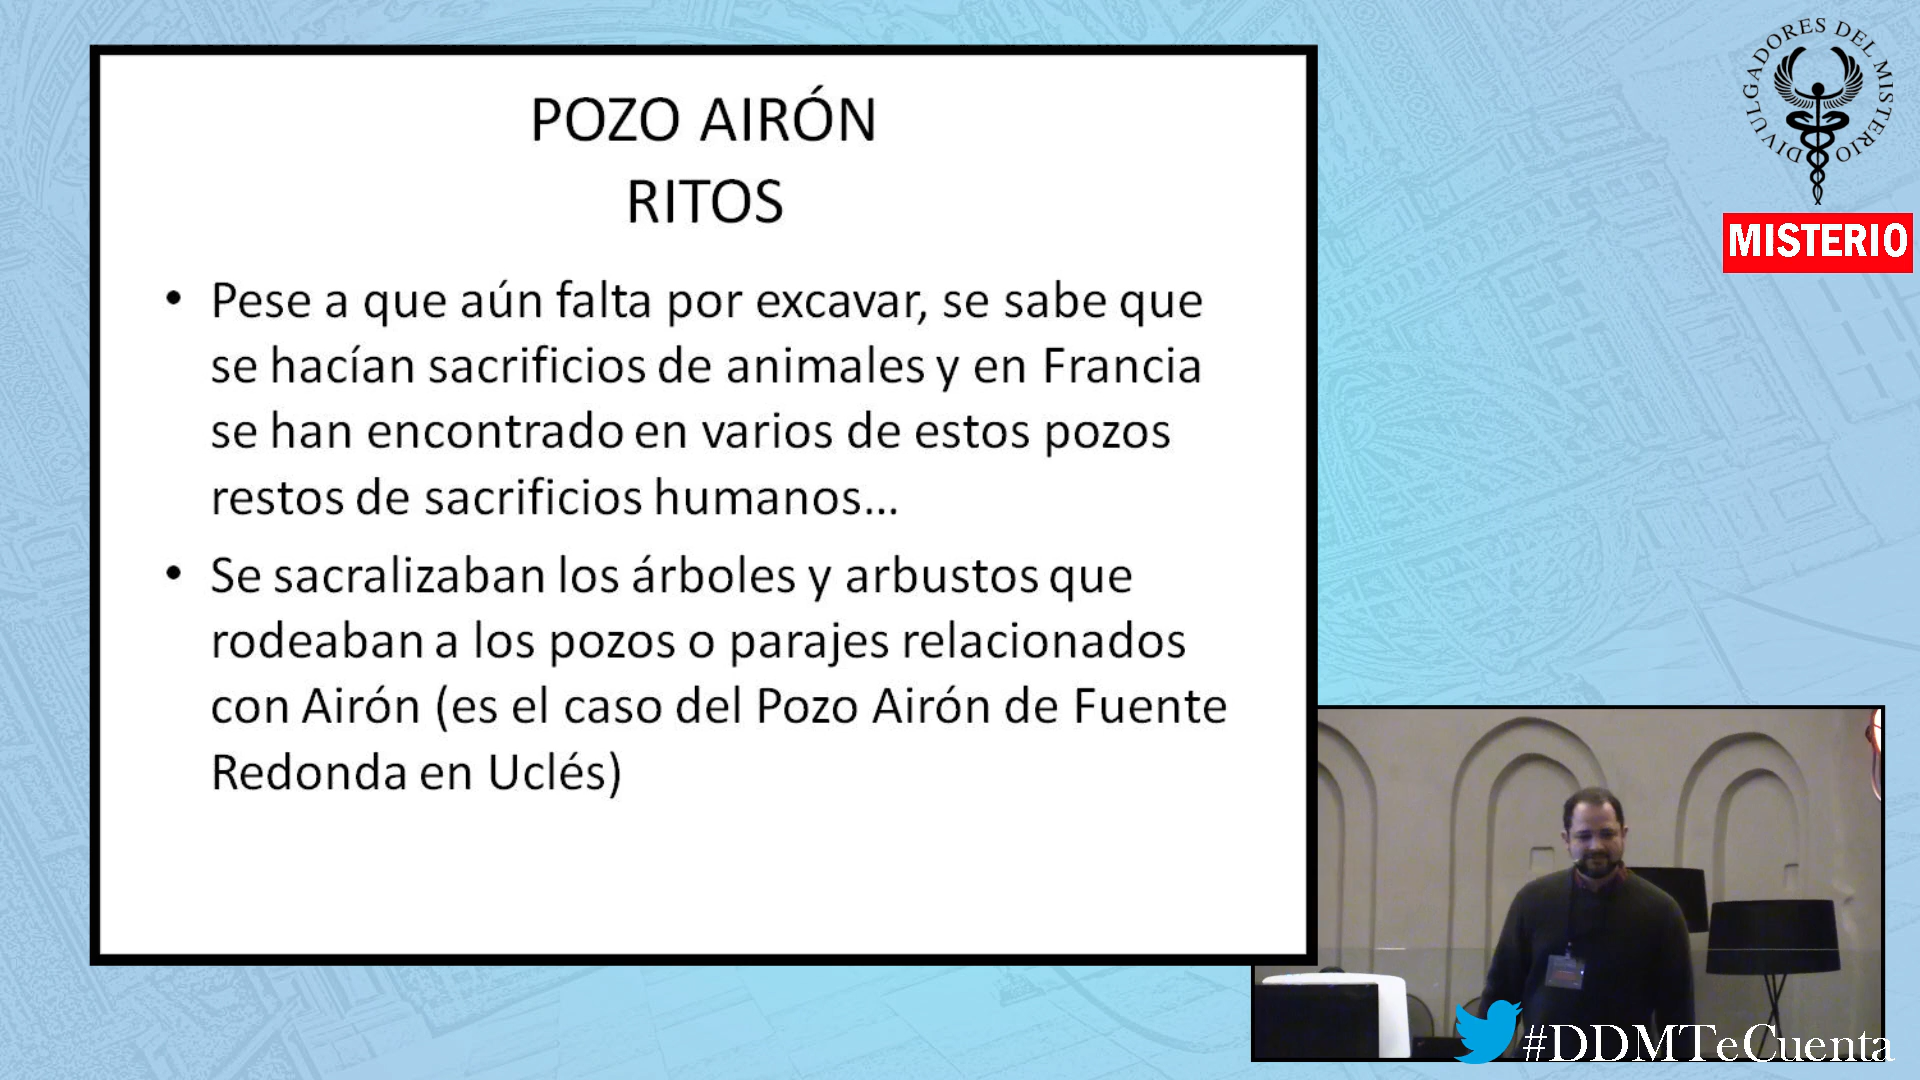 POZO AIRÓN
RITOS
• Pese a que aún falta por excavar, se sabe que
se hacían sacrificios de animales y en Francia
se han encontrado en varios de estos pozos
restos de sacrificios humanos...
• Se sacralizaban los árboles y arbustos que
rodeaban a los pozos o parajes relacionados
con Airón (es el caso del Pozo Airón de Fuente
Redonda en Uclés)
DIVULGADORES DEL MISTERIO
MISTERIO
#DDMTeCuenta